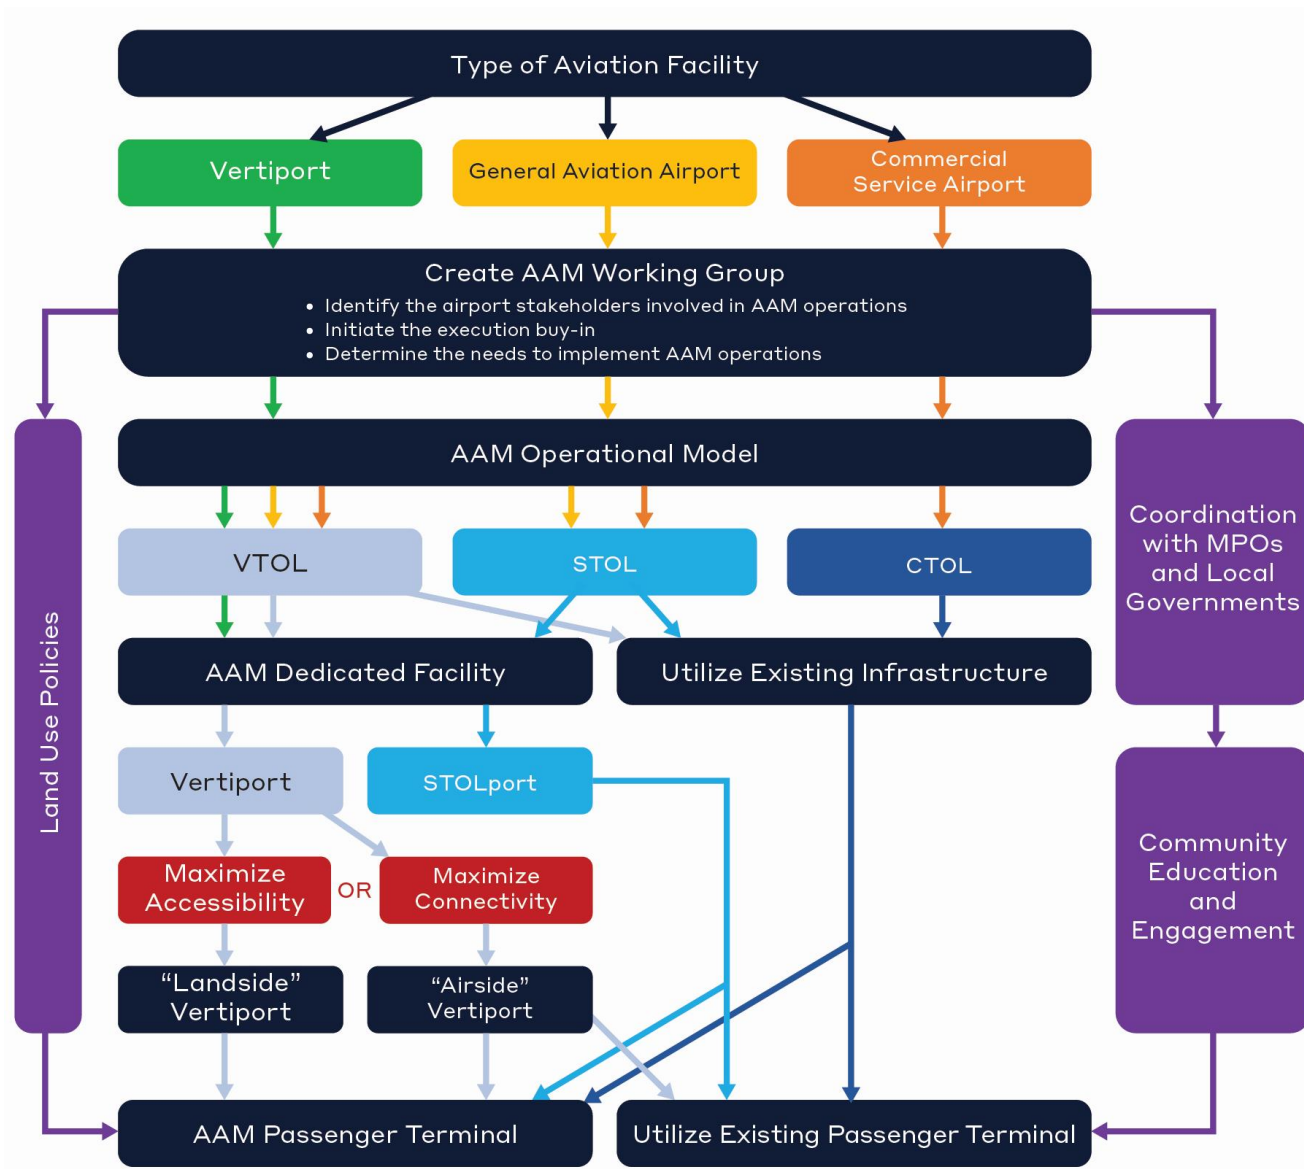 Type of Aviation Facility
Vertiport
General Aviation Airport
Commercial
Service Airport
Create AAM Working Group
• Identify the airport stakeholders involved in AAM operations
• Initiate the execution buy-in
• Determine the needs to implement AAM operations
AAM Operational Model
VTOL
STOL
CTOL
Coordination
with MPOs
and Local
Governments
Land Use Policies
AAM Dedicated Facility
Utilize Existing Infrastructure
Vertiport
STOLport
Maximize
Accessibility
OR
Maximize
Connectivity
Community
Education
and
Engagement
“Landside”
Vertiport
“Airside”
Vertiport
AAM Passenger Terminal
Utilize Existing Passenger Terminal